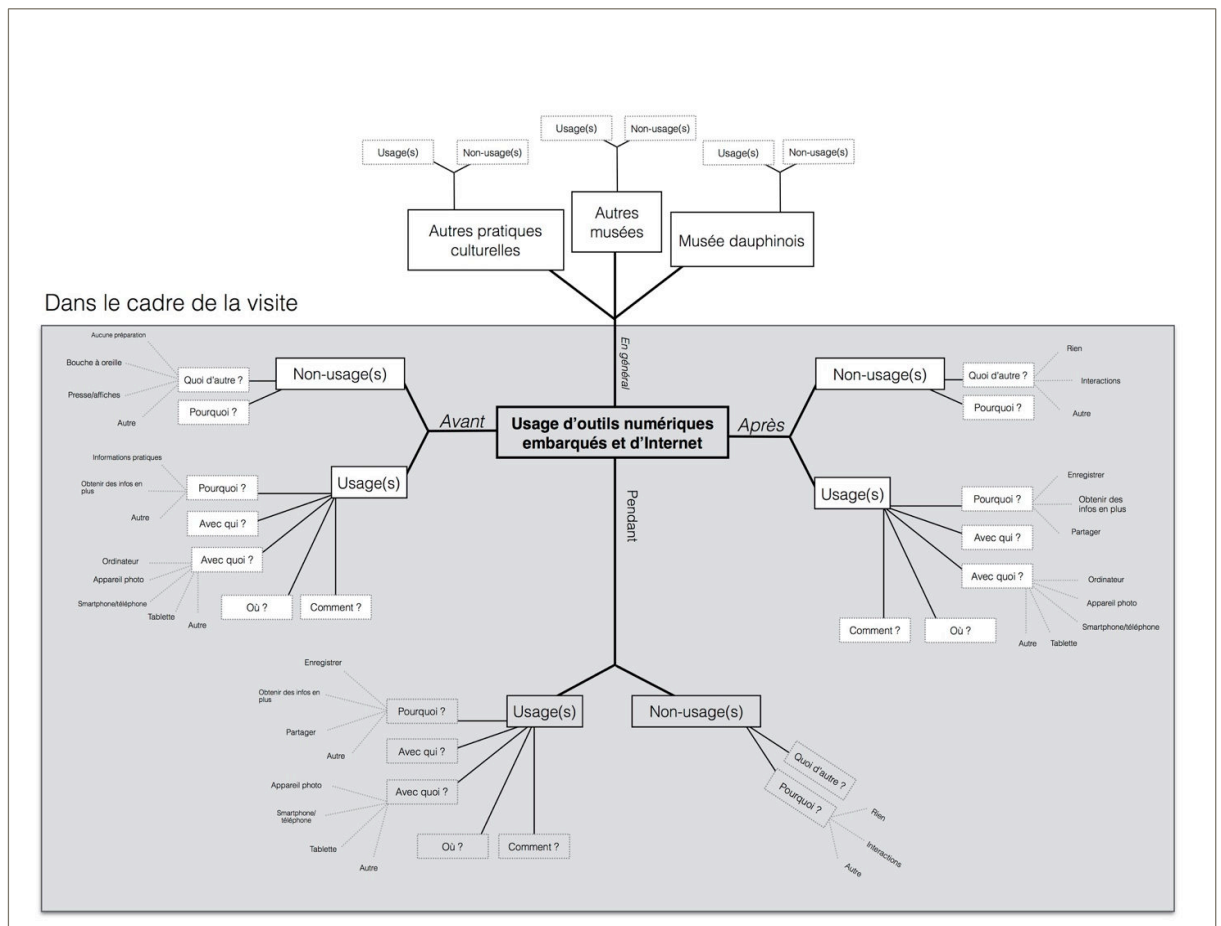 Usage(s)
Non-usage(s)
Usage(s)
Non-usage(s)
Usage(s)
Non-usage(s)
Autres pratiques
culturelles
Autres
musées
Musée dauphinois
Dans le cadre de la visite
En général
Aucune préparation
Bouche à oreille
Presse/affiches
Autre
Quoi d'autre ?
Pourquoi ?
Non-usage(s)
Avant
Usage d'outils numériques
embarqués et d'Internet
Après
Non-usage(s)
Quoi d'autre ?
Pourquoi ?
Rien
Interactions
Autre
Informations pratiques
Obtenir des infos en
plus
Autre
Pourquoi ?
Usage(s)
Avec qui ?
Avec quoi ?
Ordinateur
Appareil photo
Smartphone/téléphone
Tablette
Autre
Où ?
Comment ?
Pendant
Usage(s)
Pourquoi ?
Enregistrer
Obtenir des
infos en plus
Partager
Avec qui ?
Avec quoi ?
Ordinateur
Appareil photo
Smartphone/téléphone
Tablette
Autre
Comment ?
Où ?
Enregistrer
Obtenir des infos en
plus
Partager
Autre
Pourquoi ?
Usage(s)
Avec qui ?
Avec quoi ?
Appareil photo
Smartphone/
téléphone
Tablette
Autre
Où ?
Comment ?
Non-usage(s)
Quoi d'autre ?
Pourquoi ?
Rien
Interactions
Autre